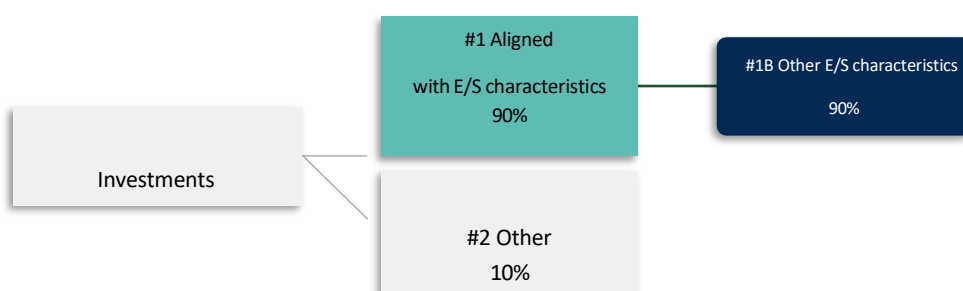 #1 Aligned
with E/S characteristics
90%
#1B Other E/S characteristics
90%
Investments
#2 Other
10%